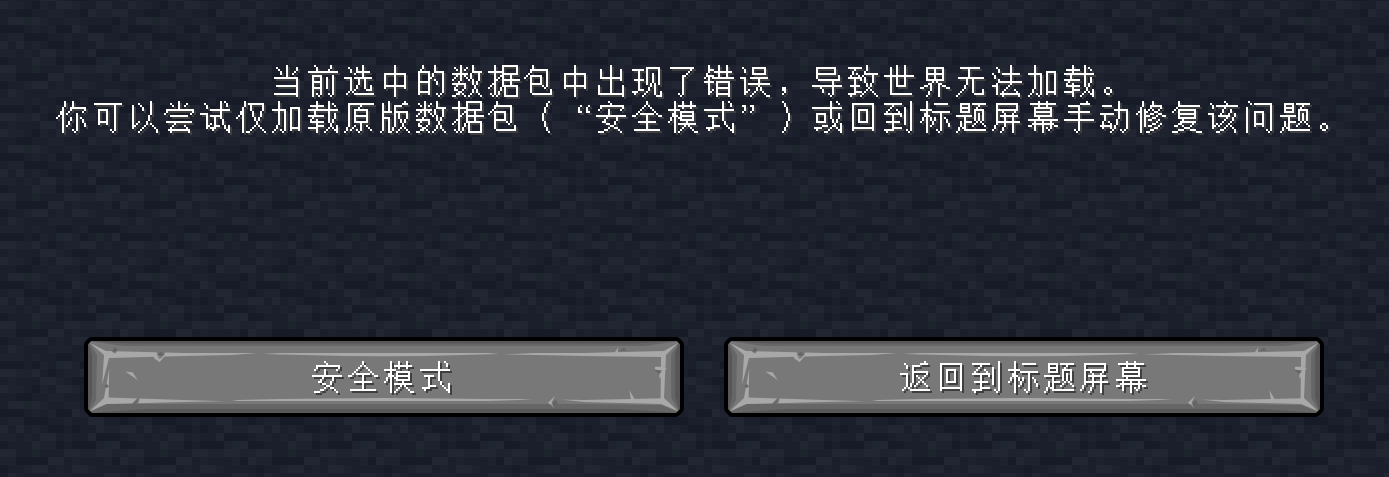 当前选中的数据包中出现了错误，导致世界无法加载。
你可以尝试仅加载原版数据包（“安全模式”）或回到标题屏幕手动修复该问题。
安全模式
返回到标题屏幕